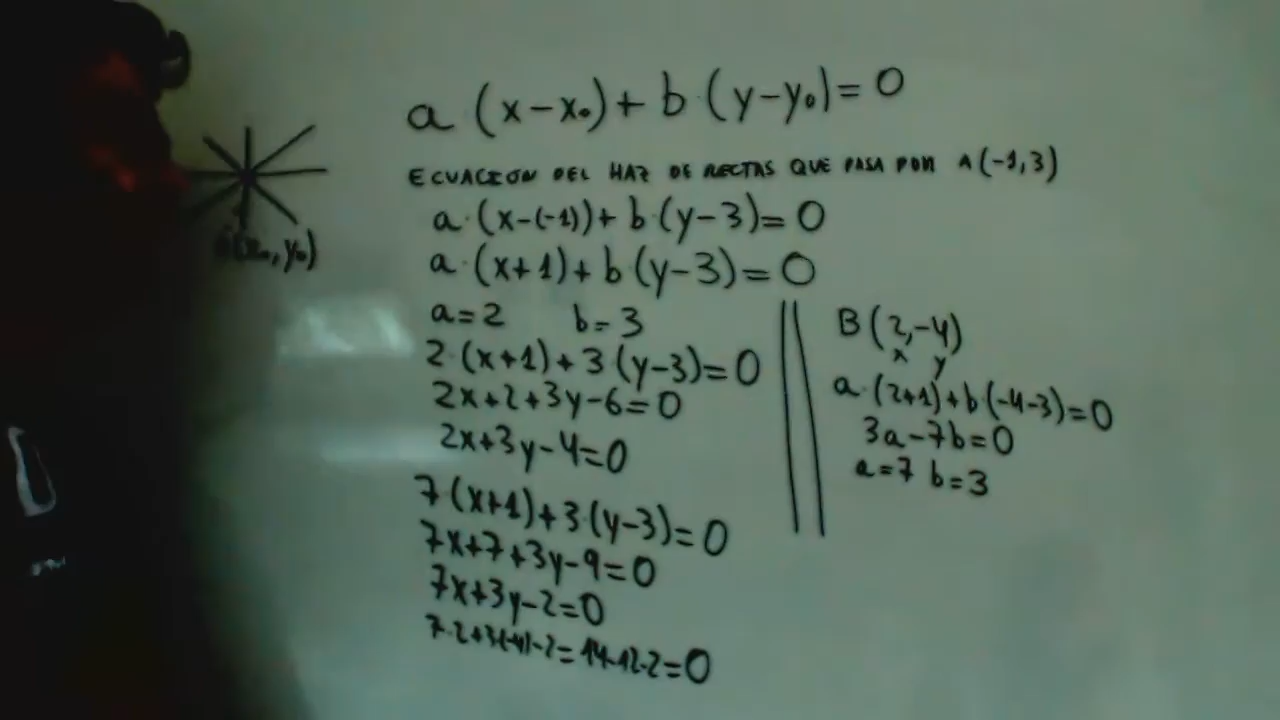 a (x-x₀)+b (y-y₀)=0
ECUACION DEL HAZ DE RECTAS QUE PASA POR A(-1,3)
a·(x-(-1))+b·(y-3)=0
a·(x+1)+b(y-3)=0
a=2 b=3
2·(x+1)+3(y-3)=0
2x+2+3y-6=0
2x+3y-4=0
7·(x+1)+3·(y-3)=0
7x+7+3y-9=0
7x+3y-2=0
7·2+3(-4)-2=14-12-2=0
B(2,-4)
x y
a·(2+1)+b·(-4-3)=0
3a-7b=0
a=7 b=3
(x₀,y₀)